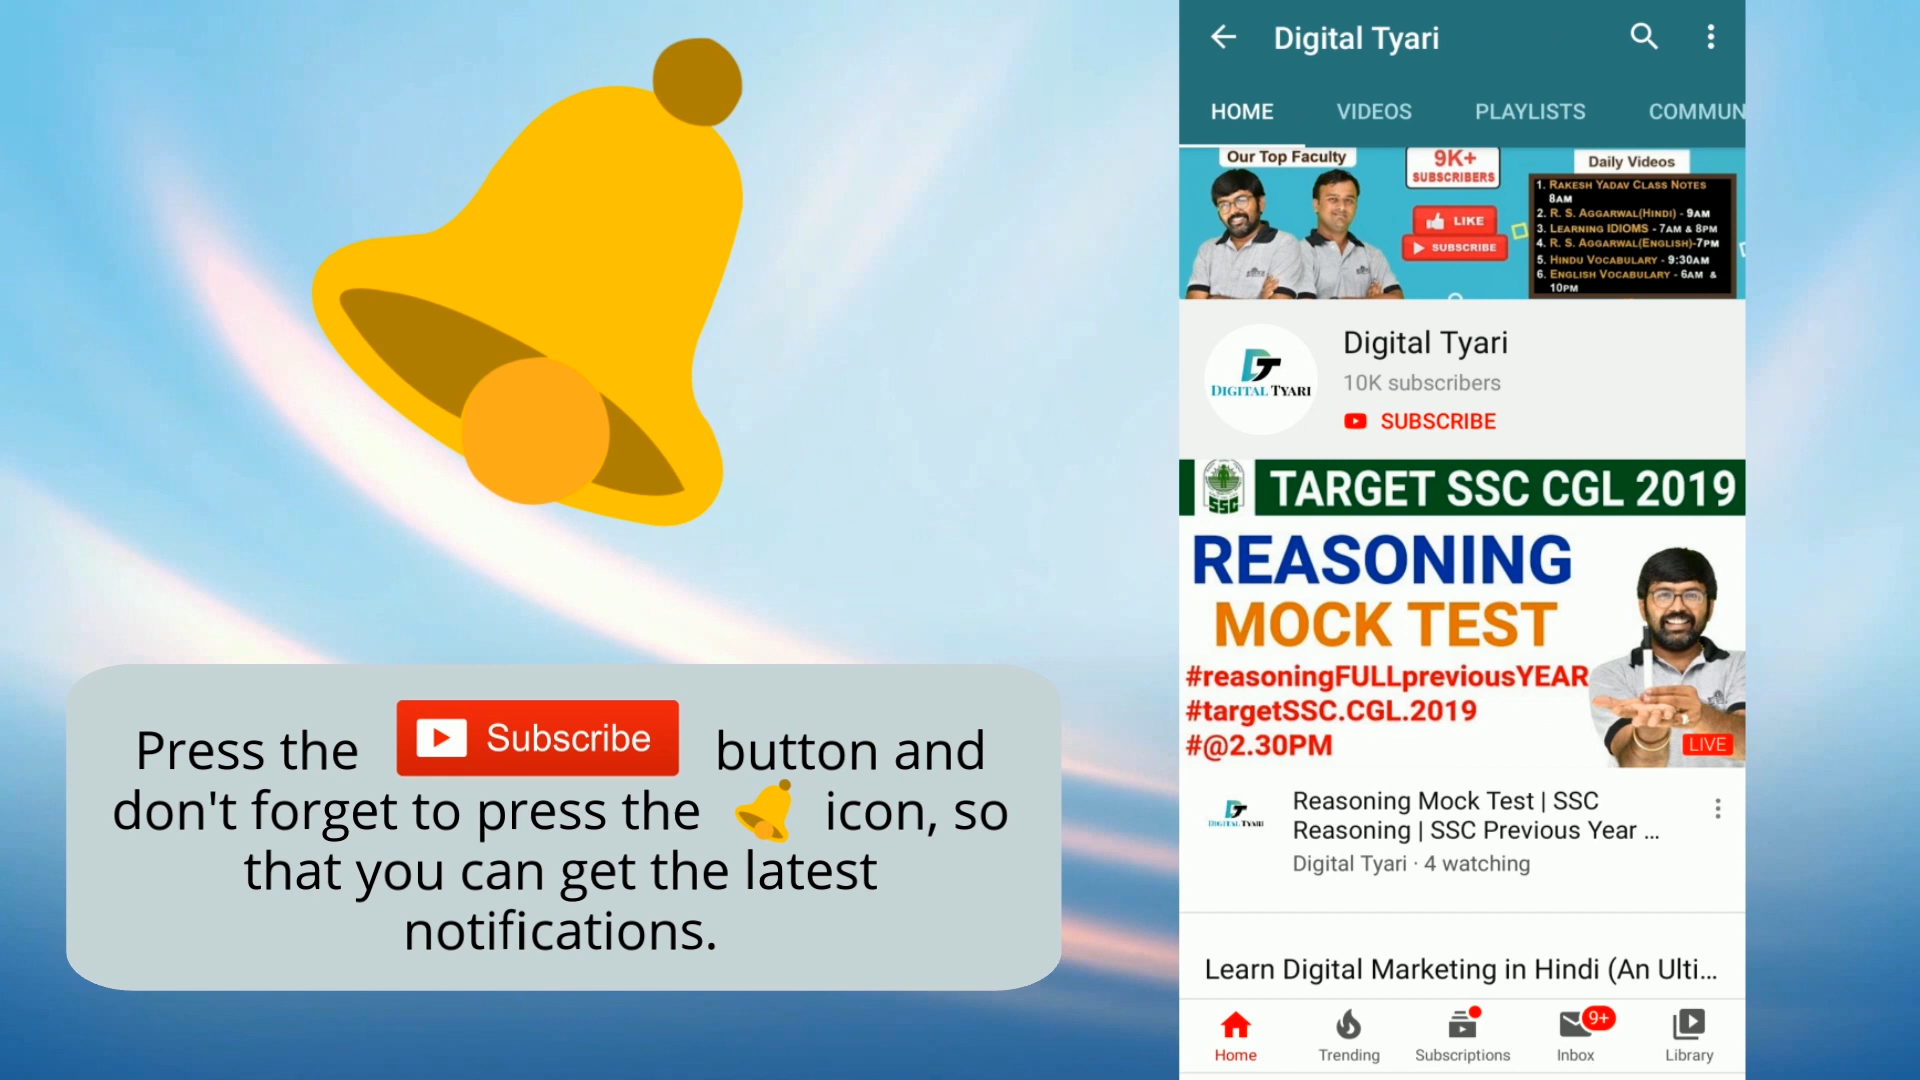 Press the Subscribe button and
don't forget to press the icon, so
that you can get the latest
notifications.
Digital Tyari
HOME VIDEOS PLAYLISTS COMMUN
Our Top Faculty
9K+
SUBSCRIBERS
LIKE
SUBSCRIBE
Daily Videos
1. RAKESH YADAV CLASS NOTES
8AM
2. R. S. AGGARWAL(HINDI) - 9AM
3. LEARNING IDIOMS - 7AM & 8PM
4. R. S. AGGARWAL(ENGLISH)-7PM
5. HINDU VOCABULARY - 9:30AM
6. ENGLISH VOCABULARY - 6AM &
10PM
DT
DIGITAL TYARI
Digital Tyari
10K subscribers
SUBSCRIBE
SSC
TARGET SSC CGL 2019
REASONING
MOCK TEST
#reasoningFULLpreviousYEAR
#targetSSC.CGL.2019
#@2.30PM
LIVE
DT
DIGITAL TYARI
Reasoning Mock Test | SSC
Reasoning | SSC Previous Year ...
Digital Tyari · 4 watching
Learn Digital Marketing in Hindi (An Ulti...
9+
Home Trending Subscriptions Inbox Library